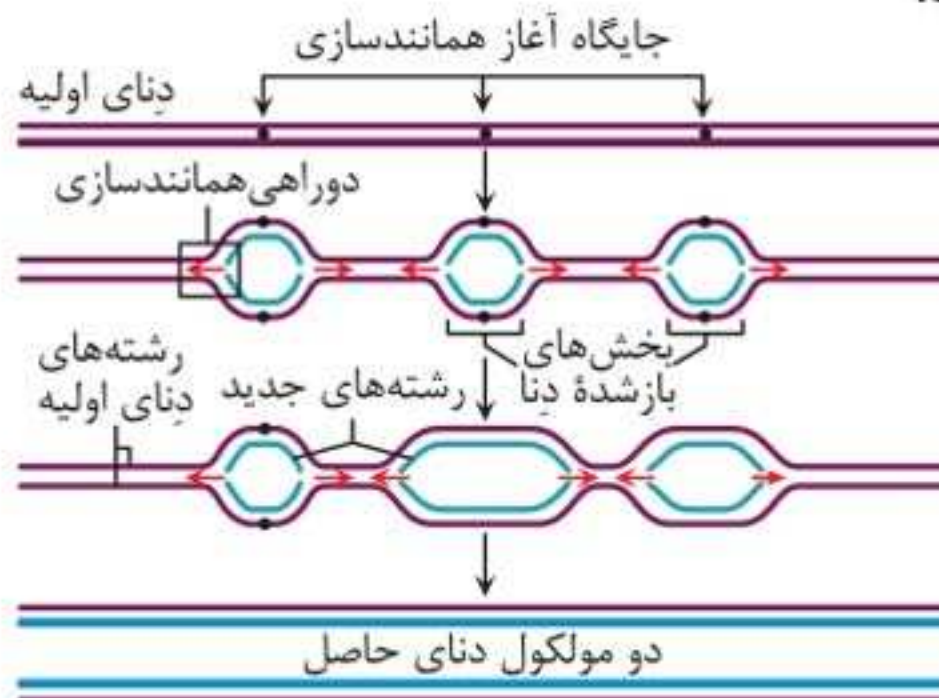 جایگاه آغاز همانندسازی
دِنای اولیه
دوراهی همانندسازی
بخش‌های
بازشدهٔ دِنا
رشته‌های
دِنای اولیه
رشته‌های جدید
دو مولکول دنای حاصل